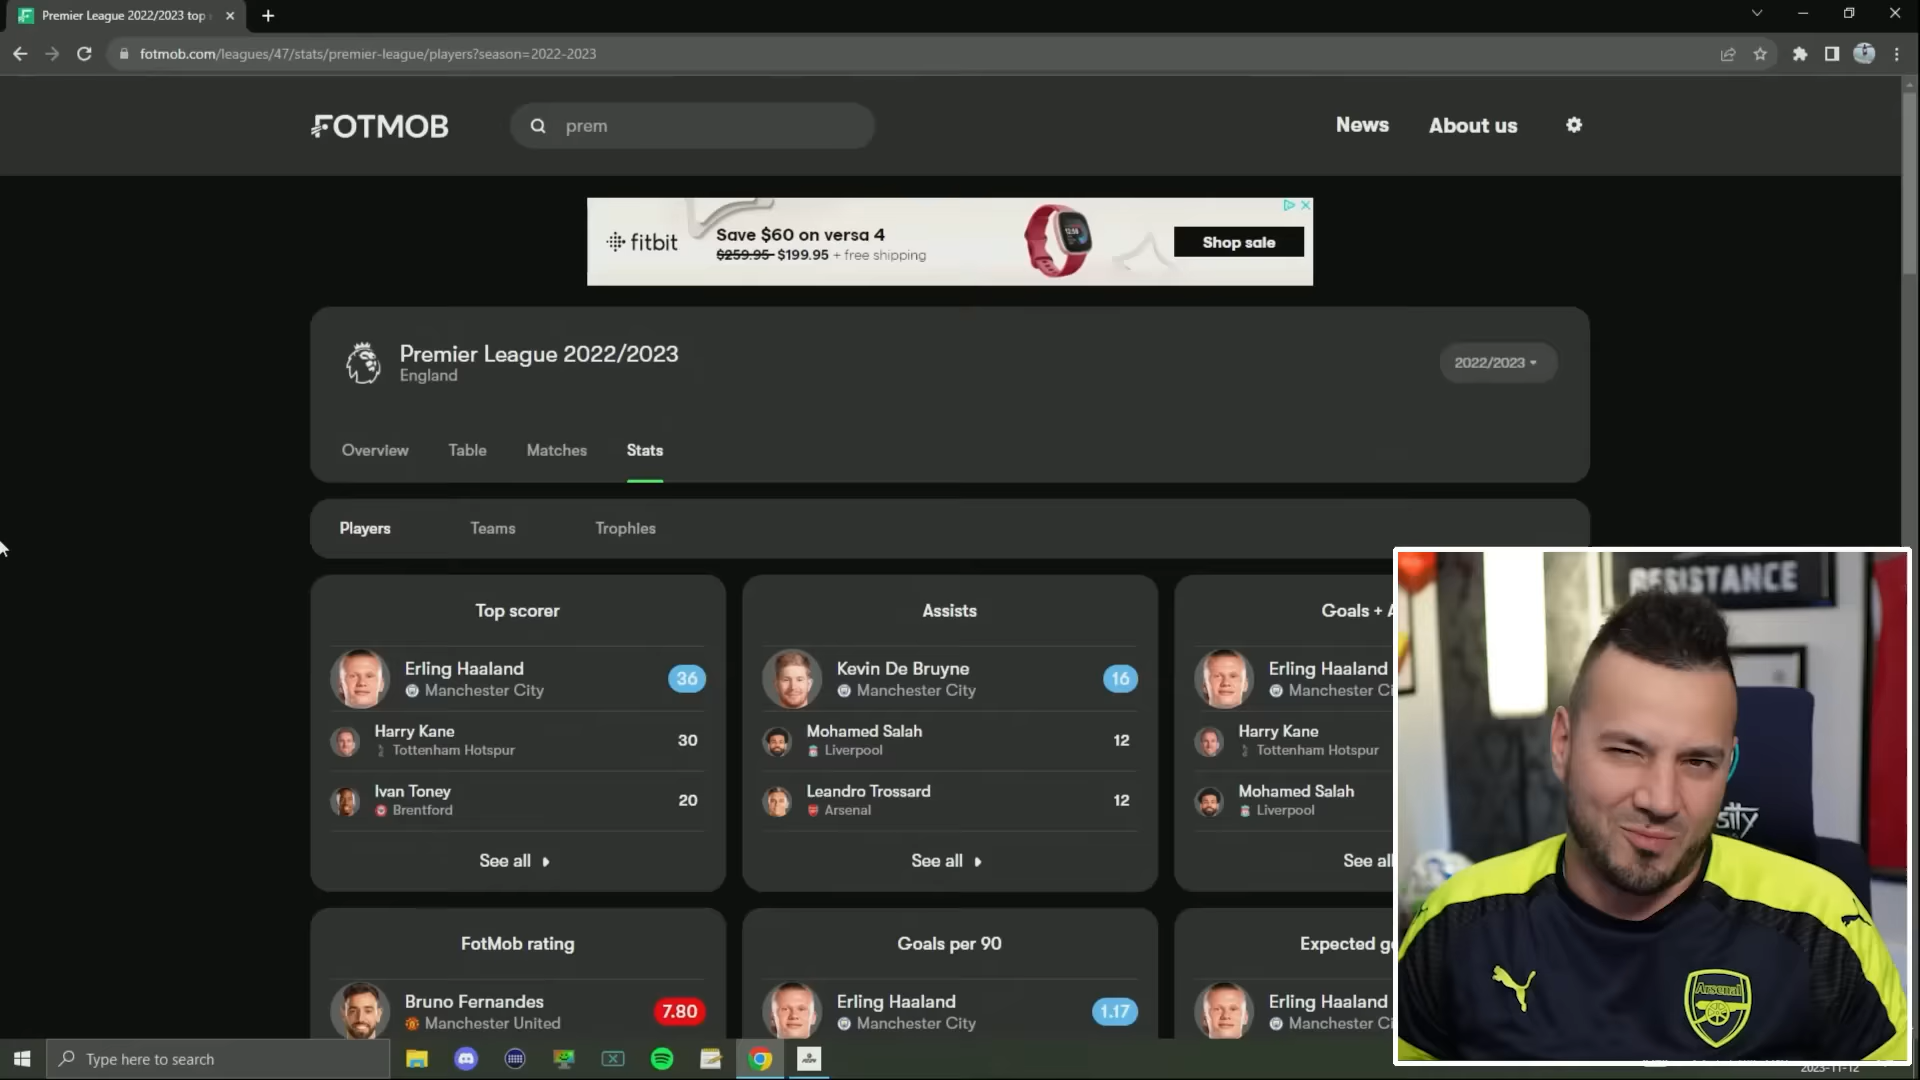 Premier League 2022/2023 top
fotmob.com/leagues/47/stats/premier-league/players?season=2022-2023
FOTMOB
prem
News
About us
fitbit
Save $60 on versa 4
$259.95 $199.95 + free shipping
Shop sale
Premier League 2022/2023
England
2022/2023
Overview
Table
Matches
Stats
Players
Teams
Trophies
Top scorer
Erling Haaland
Manchester City
36
Harry Kane
Tottenham Hotspur
30
Ivan Toney
Brentford
20
See all
Assists
Kevin De Bruyne
Manchester City
16
Mohamed Salah
Liverpool
12
Leandro Trossard
Arsenal
12
See all
Goals + A
Erling Haaland
Manchester Ci
Harry Kane
Tottenham Hotspur
Mohamed Salah
Liverpool
See all
FotMob rating
Bruno Fernandes
Manchester United
7.80
Goals per 90
Erling Haaland
Manchester City
1.17
Expected g
Erling Haaland
Manchester Ci
RESISTANCE
sity
Arsenal
Type here to search
2023-11-12